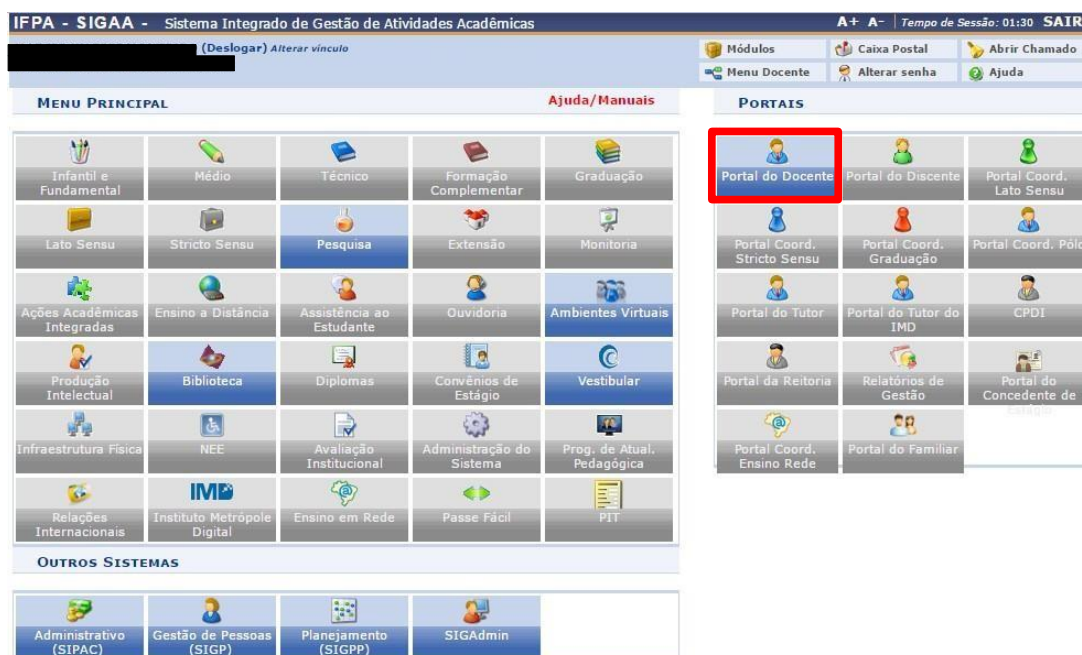 IFPA - SIGAA - Sistema Integrado de Gestão de Atividades Acadêmicas
A+ A- Tempo de Sessão: 01:30 SAIR
(Deslogar) Alterar vínculo
Módulos Caixa Postal Abrir Chamado
Menu Docente Alterar senha Ajuda
MENU PRINCIPAL
Ajuda/Manuais
Infantil e
Fundamental
Médio
Técnico
Formação
Complementar
Graduação
Lato Sensu
Stricto Sensu
Pesquisa
Extensão
Monitoria
Ações Acadêmicas
Integradas
Ensino a Distância
Assistência ao
Estudante
Ouvidoria
Ambientes Virtuais
Produção
Intelectual
Biblioteca
Diplomas
Convênios de
Estágio
Vestibular
Infraestrutura Física
NEE
Avaliação
Institucional
Administração do
Sistema
Prog. de Atual.
Pedagógica
Relações
Internacionais
IMD
Instituto Metrópole
Digital
Ensino em Rede
Passe Fácil
PIT
PORTAIS
Portal do Docente
Portal do Discente
Portal Coord.
Lato Sensu
Portal Coord.
Stricto Sensu
Portal Coord.
Graduação
Portal Coord. Pólo
Portal do Tutor
Portal do Tutor do
IMD
CPDI
Portal da Reitoria
Relatórios de
Gestão
Portal do
Concedente de
Estágio
Portal Coord.
Ensino Rede
Portal do Familiar
OUTROS SISTEMAS
Administrativo
(SIPAC)
Gestão de Pessoas
(SIGP)
Planejamento
(SIGPP)
SIGAdmin